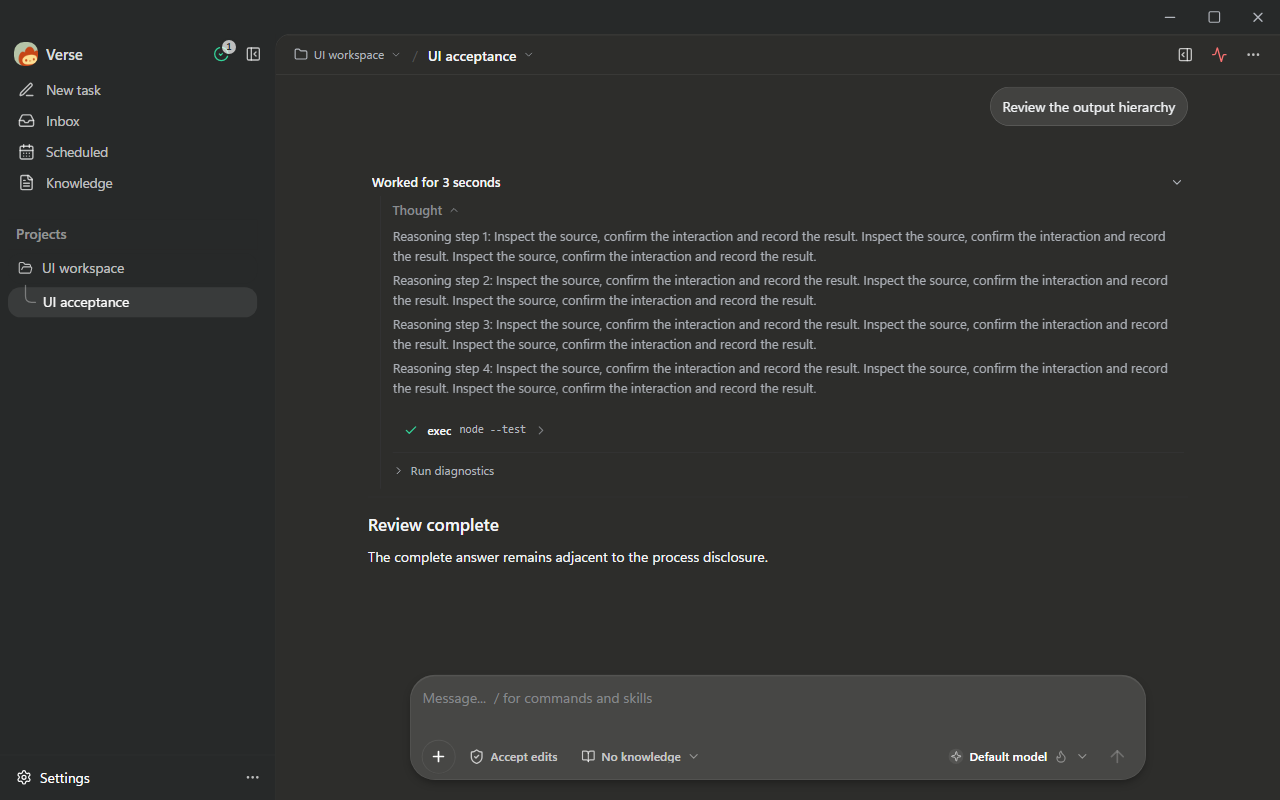 Verse
1
New task
Inbox
Scheduled
Knowledge
Projects
UI workspace
UI acceptance
Settings
UI workspace / UI acceptance
Review the output hierarchy
Worked for 3 seconds
Thought
Reasoning step 1: Inspect the source, confirm the interaction and record the result. Inspect the source, confirm the interaction and record
the result. Inspect the source, confirm the interaction and record the result.
Reasoning step 2: Inspect the source, confirm the interaction and record the result. Inspect the source, confirm the interaction and record
the result. Inspect the source, confirm the interaction and record the result.
Reasoning step 3: Inspect the source, confirm the interaction and record the result. Inspect the source, confirm the interaction and record
the result. Inspect the source, confirm the interaction and record the result.
Reasoning step 4: Inspect the source, confirm the interaction and record the result. Inspect the source, confirm the interaction and record
the result. Inspect the source, confirm the interaction and record the result.
exec node --test
Run diagnostics
Review complete
The complete answer remains adjacent to the process disclosure.
Message... / for commands and skills
Accept edits No knowledge Default model